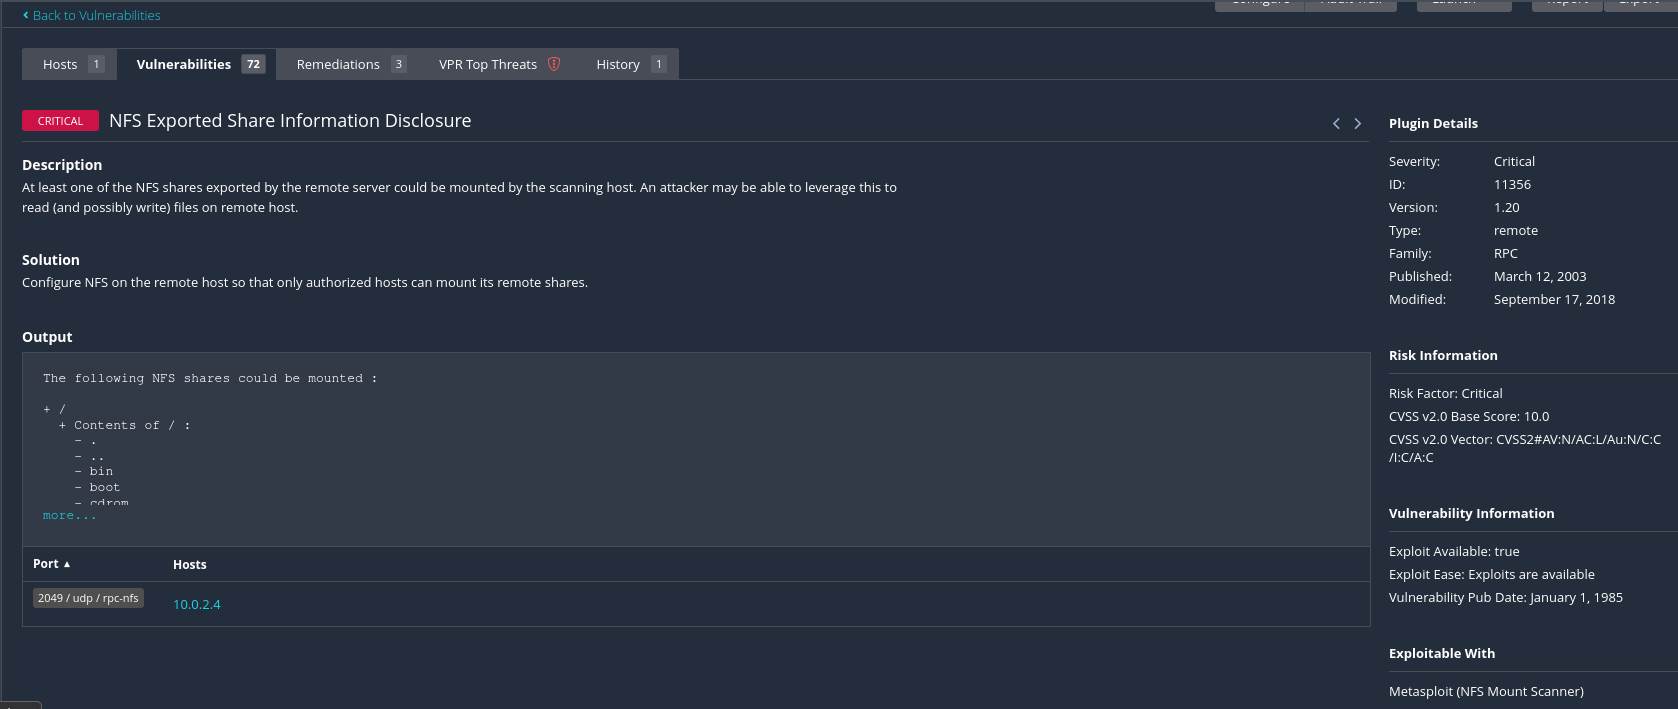 Back to Vulnerabilities
Configure Audit Trail Launch Report Export
Hosts 1 Vulnerabilities 72 Remediations 3 VPR Top Threats History 1
CRITICAL NFS Exported Share Information Disclosure
Description
At least one of the NFS shares exported by the remote server could be mounted by the scanning host. An attacker may be able to leverage this to
read (and possibly write) files on remote host.
Solution
Configure NFS on the remote host so that only authorized hosts can mount its remote shares.
Output
The following NFS shares could be mounted :
+ /
+ Contents of / :
- .
- ..
- bin
- boot
- cdrom
more...
Port ▲ Hosts
2049 / udp / rpc-nfs 10.0.2.4
Plugin Details
Severity: Critical
ID: 11356
Version: 1.20
Type: remote
Family: RPC
Published: March 12, 2003
Modified: September 17, 2018
Risk Information
Risk Factor: Critical
CVSS v2.0 Base Score: 10.0
CVSS v2.0 Vector: CVSS2#AV:N/AC:L/Au:N/C:C
/I:C/A:C
Vulnerability Information
Exploit Available: true
Exploit Ease: Exploits are available
Vulnerability Pub Date: January 1, 1985
Exploitable With
Metasploit (NFS Mount Scanner)